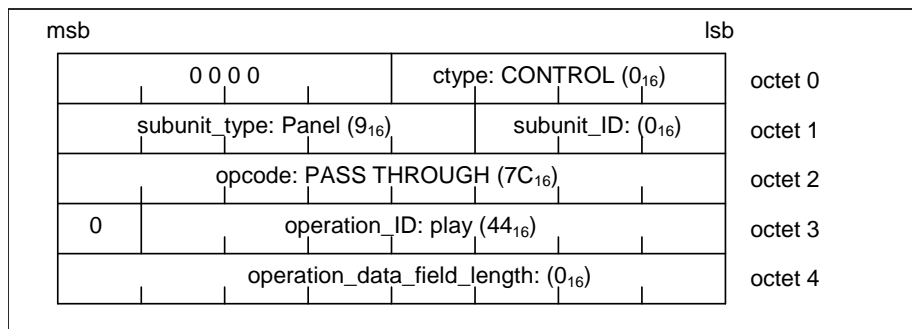 msb lsb
0 0 0 0 ctype: CONTROL (0₁₆) octet 0
subunit_type: Panel (9₁₆) subunit_ID: (0₁₆) octet 1
opcode: PASS THROUGH (7C₁₆) octet 2
0 operation_ID: play (44₁₆) octet 3
operation_data_field_length: (0₁₆) octet 4